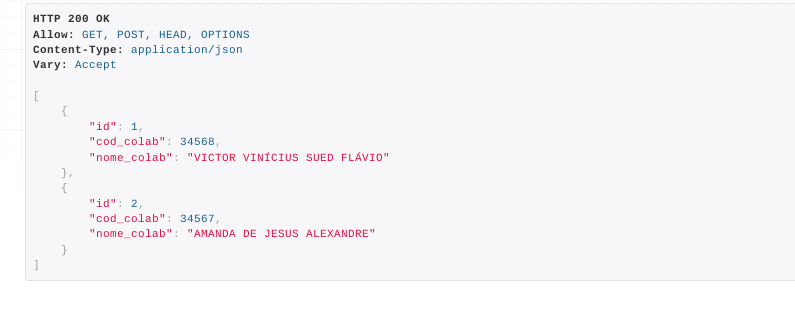 HTTP 200 OK
Allow: GET, POST, HEAD, OPTIONS
Content-Type: application/json
Vary: Accept
[
{
"id": 1,
"cod_colab": 34568,
"nome_colab": "VICTOR VINÍCIUS SUED FLÁVIO"
},
{
"id": 2,
"cod_colab": 34567,
"nome_colab": "AMANDA DE JESUS ALEXANDRE"
}
]